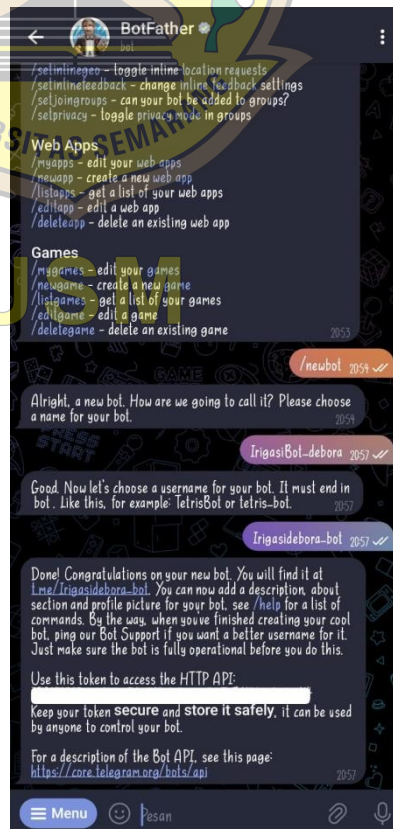 BotFather
bot
/setinlinegeo - toggle inline location requests
/setinlinefeedback - change inline feedback settings
/setjoingroups - can your bot be added to groups?
/setprivacy - toggle privacy mode in groups
SITAS SEMARANG
Web Apps
/myapps - edit your web apps
/newapp - create a new web app
/listapps - get a list of your web apps
/editapp - edit a web app
/deleteapp - delete an existing web app
USM
Games
/mygames - edit your games
/newgame - create a new game
/listgames - get a list of your games
/editgame - edit a game
/deletegame - delete an existing game
20:53
/newbot 20:54
Alright, a new bot. How are we going to call it? Please choose
a name for your bot.
20:54
IrigasiBot_debora 20:57
Good. Now let's choose a username for your bot. It must end in
`bot`. Like this, for example: TetrisBot or tetris_bot.
20:57
Irigasidebora_bot 20:57
Done! Congratulations on your new bot. You will find it at
t.me/Irigasidebora_bot. You can now add a description, about
section and profile picture for your bot, see /help for a list of
commands. By the way, when you've finished creating your cool
bot, ping our Bot Support if you want a better username for it.
Just make sure the bot is fully operational before you do this.
Use this token to access the HTTP API:
Keep your token secure and store it safely, it can be used
by anyone to control your bot.
For a description of the Bot API, see this page:
https://core.telegram.org/bots/api
20:57
Menu
Pesan